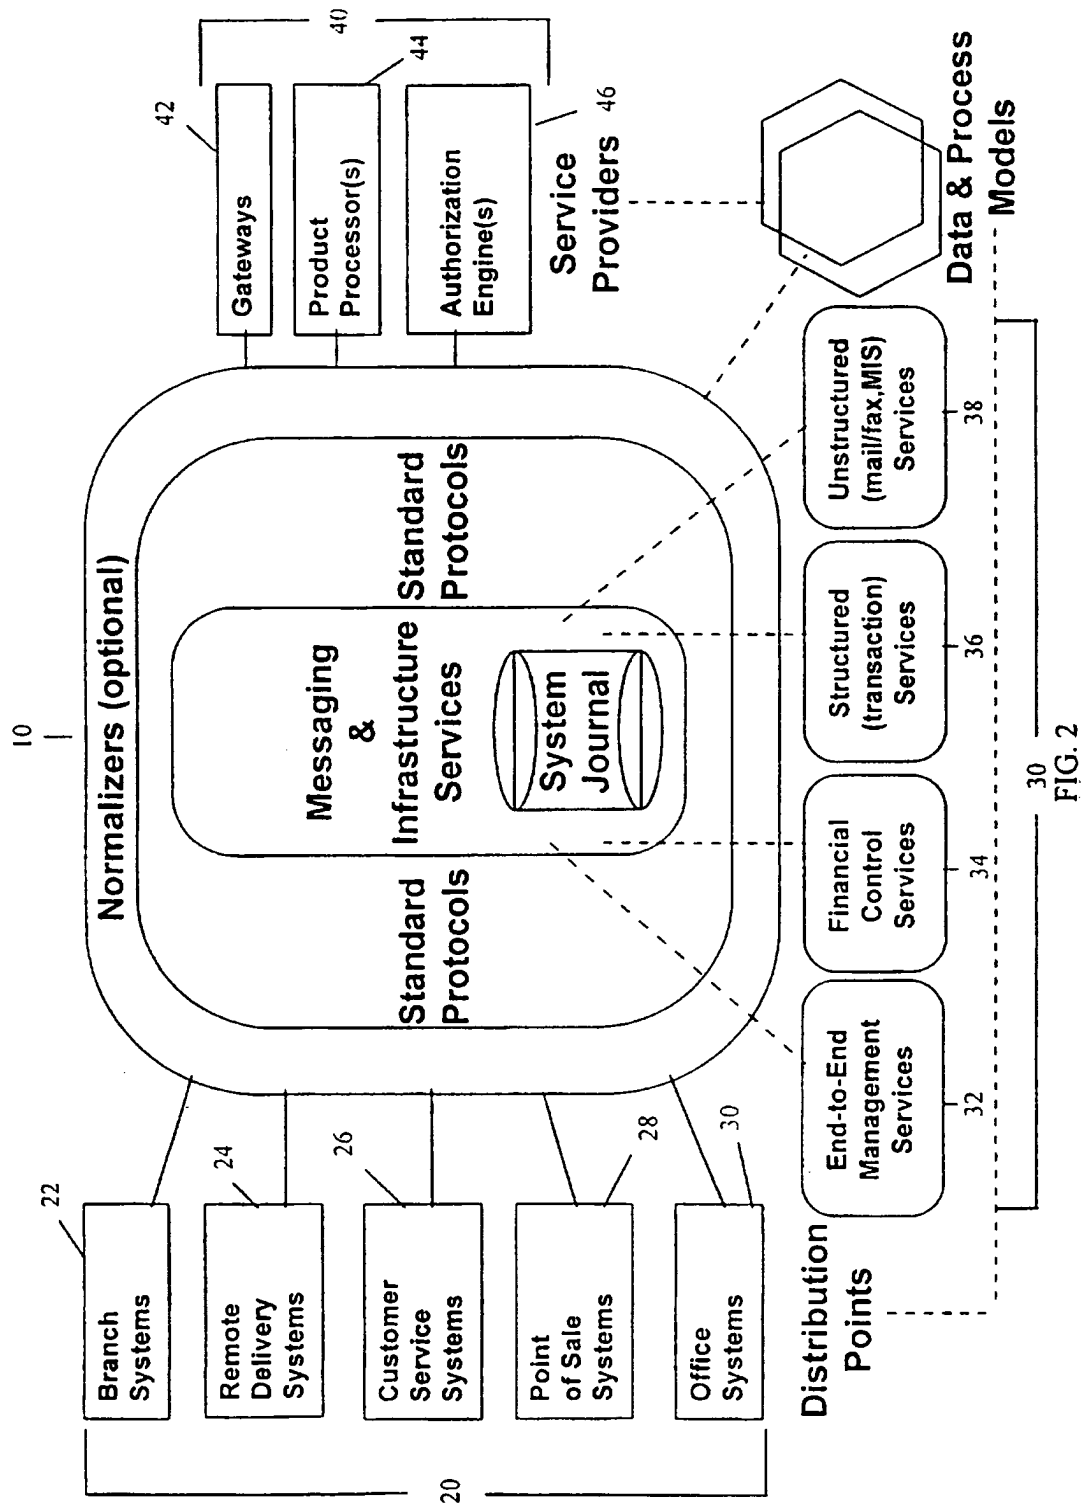 10
Normalizers (optional)
Messaging
&
Infrastructure
Services
Standard
Protocols
Standard
Protocols
System
Journal
20
22
Branch
Systems
24
Remote
Delivery
Systems
26
Customer
Service
Systems
28
Point
of Sale
Systems
30
Office
Systems
Distribution
Points
40
42
Gateways
44
Product
Processor(s)
46
Authorization
Engine(s)
Service
Providers
Data & Process
Models
End-to-End
Management
Services
32
Financial
Control
Services
34
Structured
(transaction)
Services
36
Unstructured
(mail/fax,MIS)
Services
38
30
FIG. 2